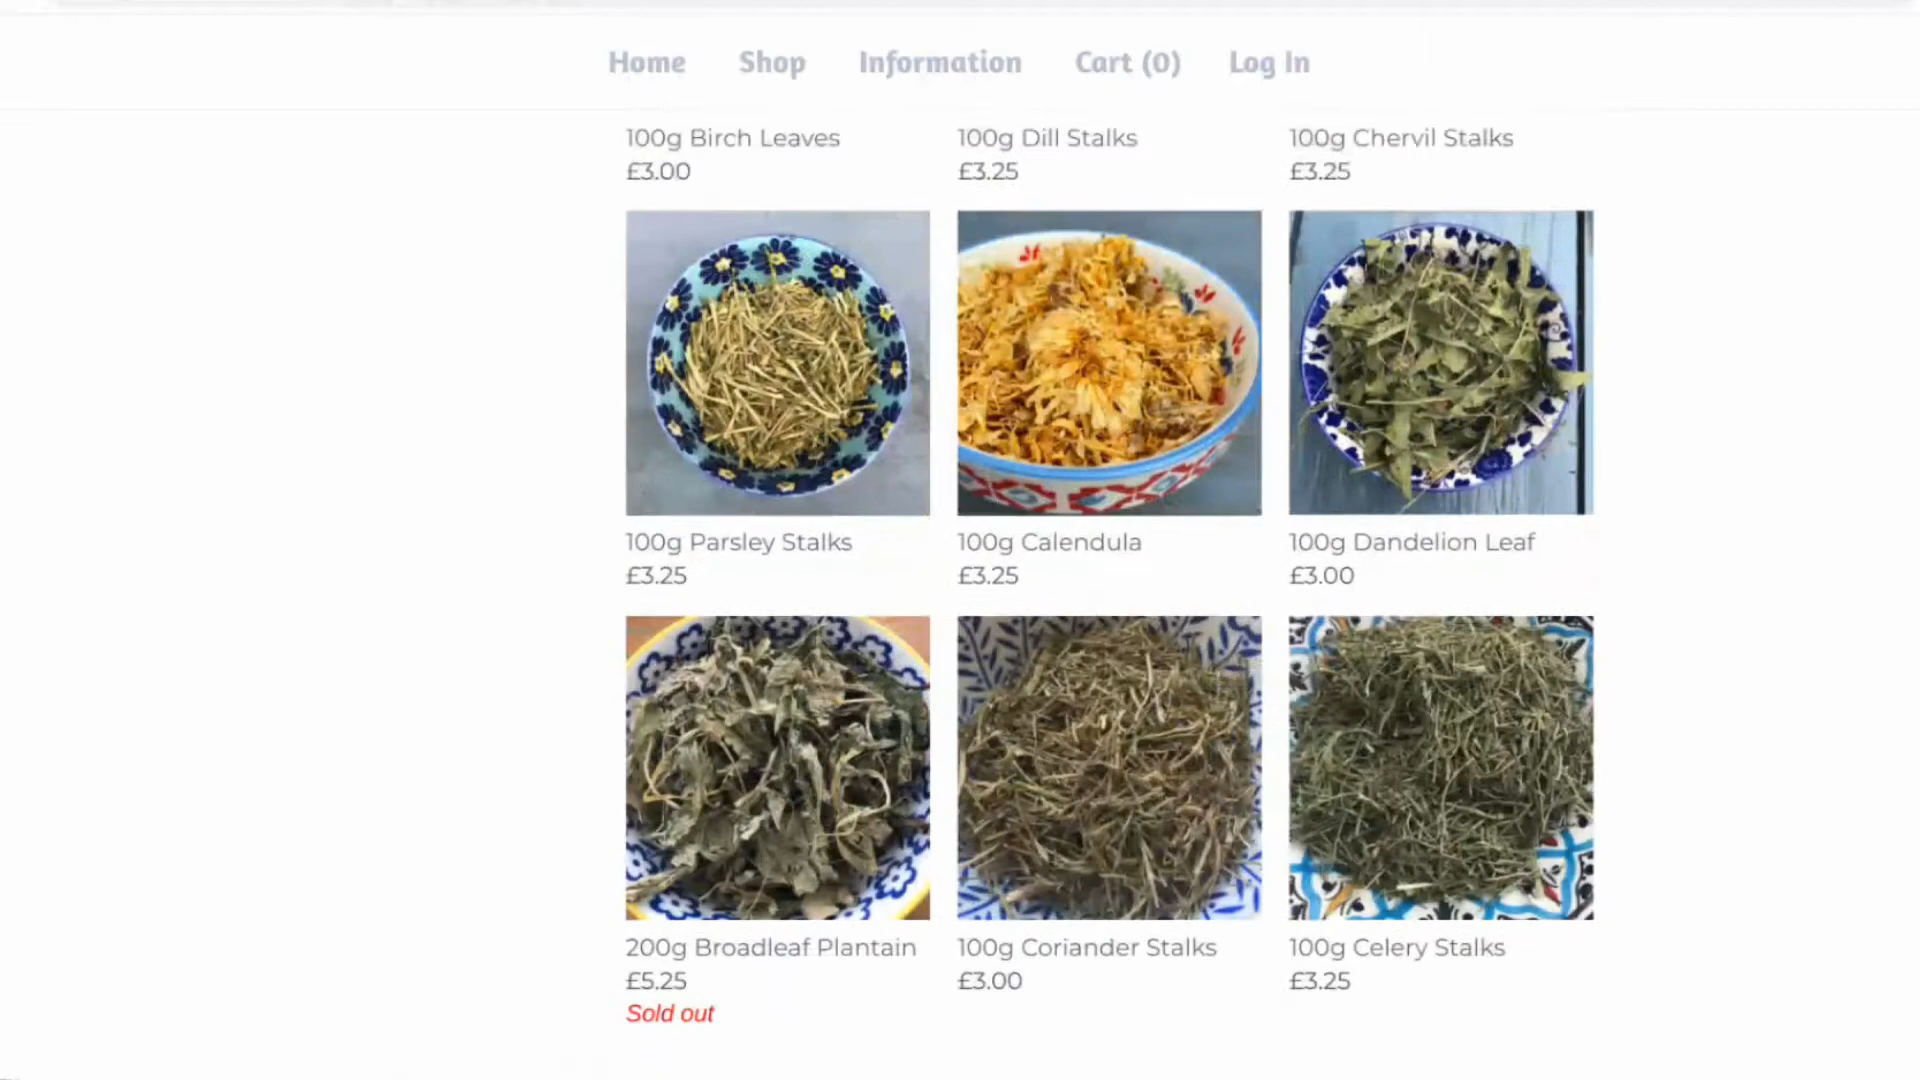 Home Shop Information Cart (0) Log In
100g Birch Leaves
£3.00
100g Dill Stalks
£3.25
100g Chervil Stalks
£3.25
100g Parsley Stalks
£3.25
100g Calendula
£3.25
100g Dandelion Leaf
£3.00
200g Broadleaf Plantain
£5.25
Sold out
100g Coriander Stalks
£3.00
100g Celery Stalks
£3.25